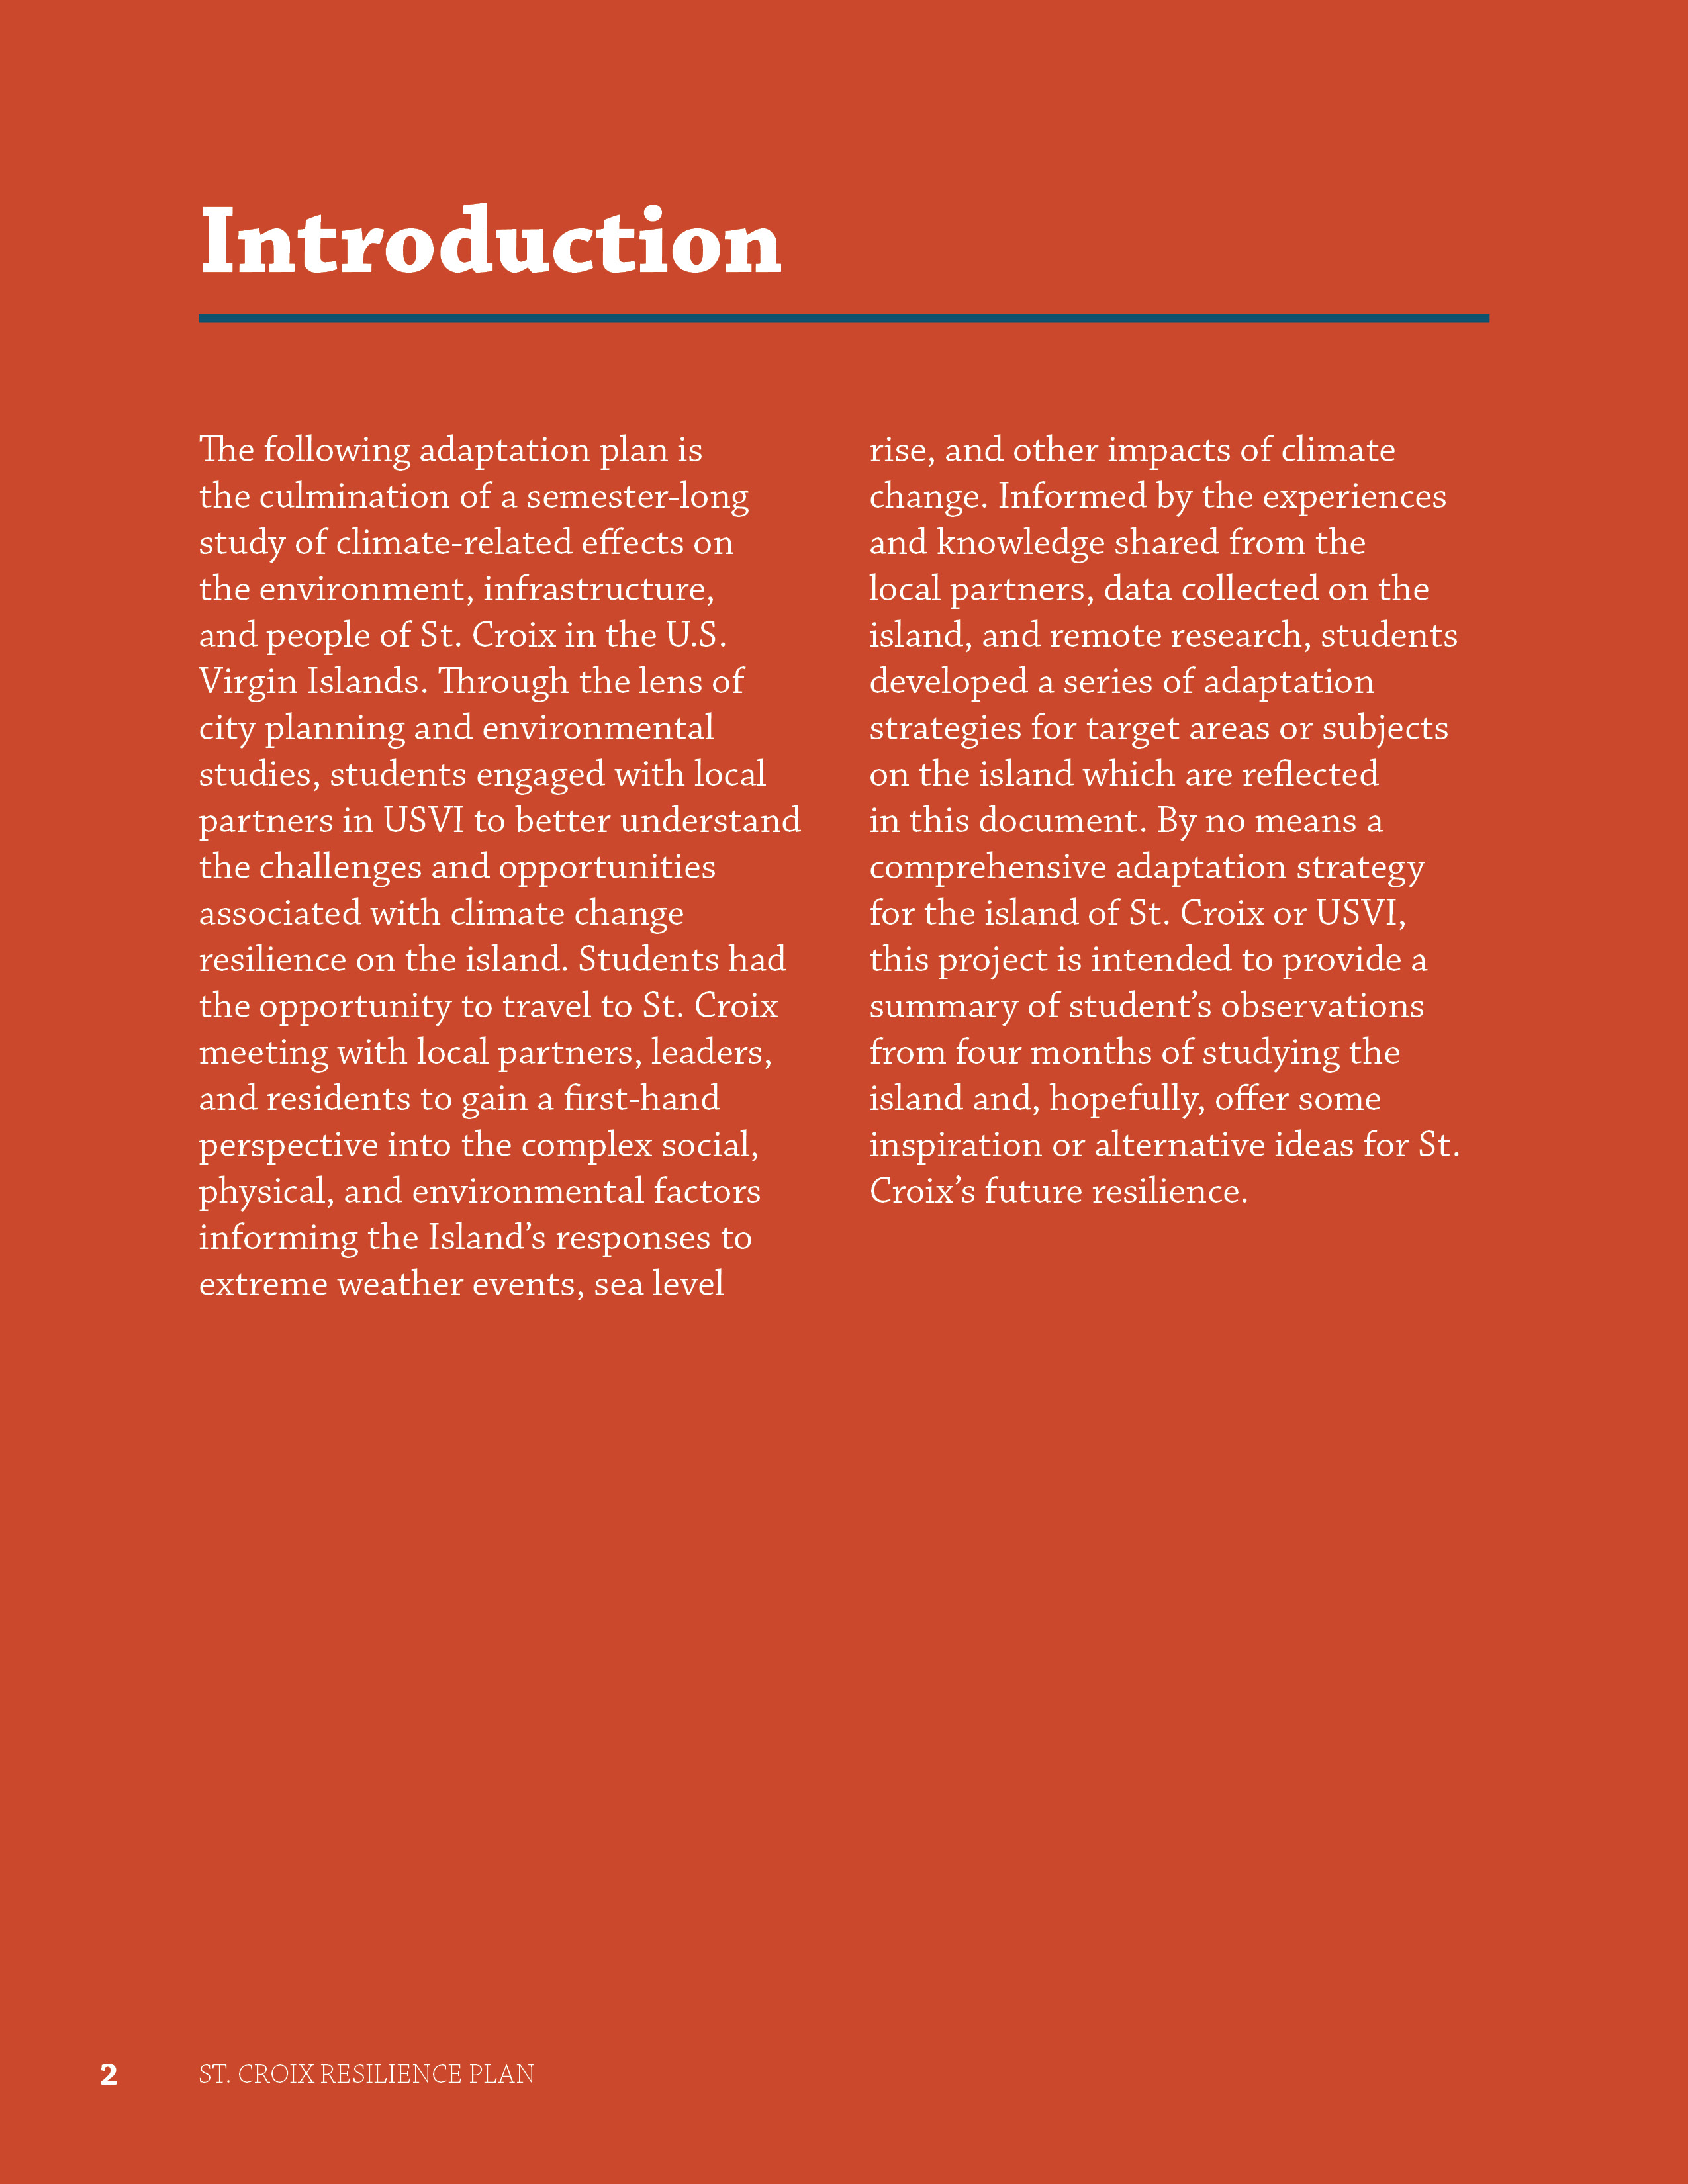 Introduction
The following adaptation plan is
the culmination of a semester-long
study of climate-related effects on
the environment, infrastructure,
and people of St. Croix in the U.S.
Virgin Islands. Through the lens of
city planning and environmental
studies, students engaged with local
partners in USVI to better understand
the challenges and opportunities
associated with climate change
resilience on the island. Students had
the opportunity to travel to St. Croix
meeting with local partners, leaders,
and residents to gain a first-hand
perspective into the complex social,
physical, and environmental factors
informing the Island’s responses to
extreme weather events, sea level
rise, and other impacts of climate
change. Informed by the experiences
and knowledge shared from the
local partners, data collected on the
island, and remote research, students
developed a series of adaptation
strategies for target areas or subjects
on the island which are reflected
in this document. By no means a
comprehensive adaptation strategy
for the island of St. Croix or USVI,
this project is intended to provide a
summary of student’s observations
from four months of studying the
island and, hopefully, offer some
inspiration or alternative ideas for St.
Croix’s future resilience.
2 ST. CROIX RESILIENCE PLAN